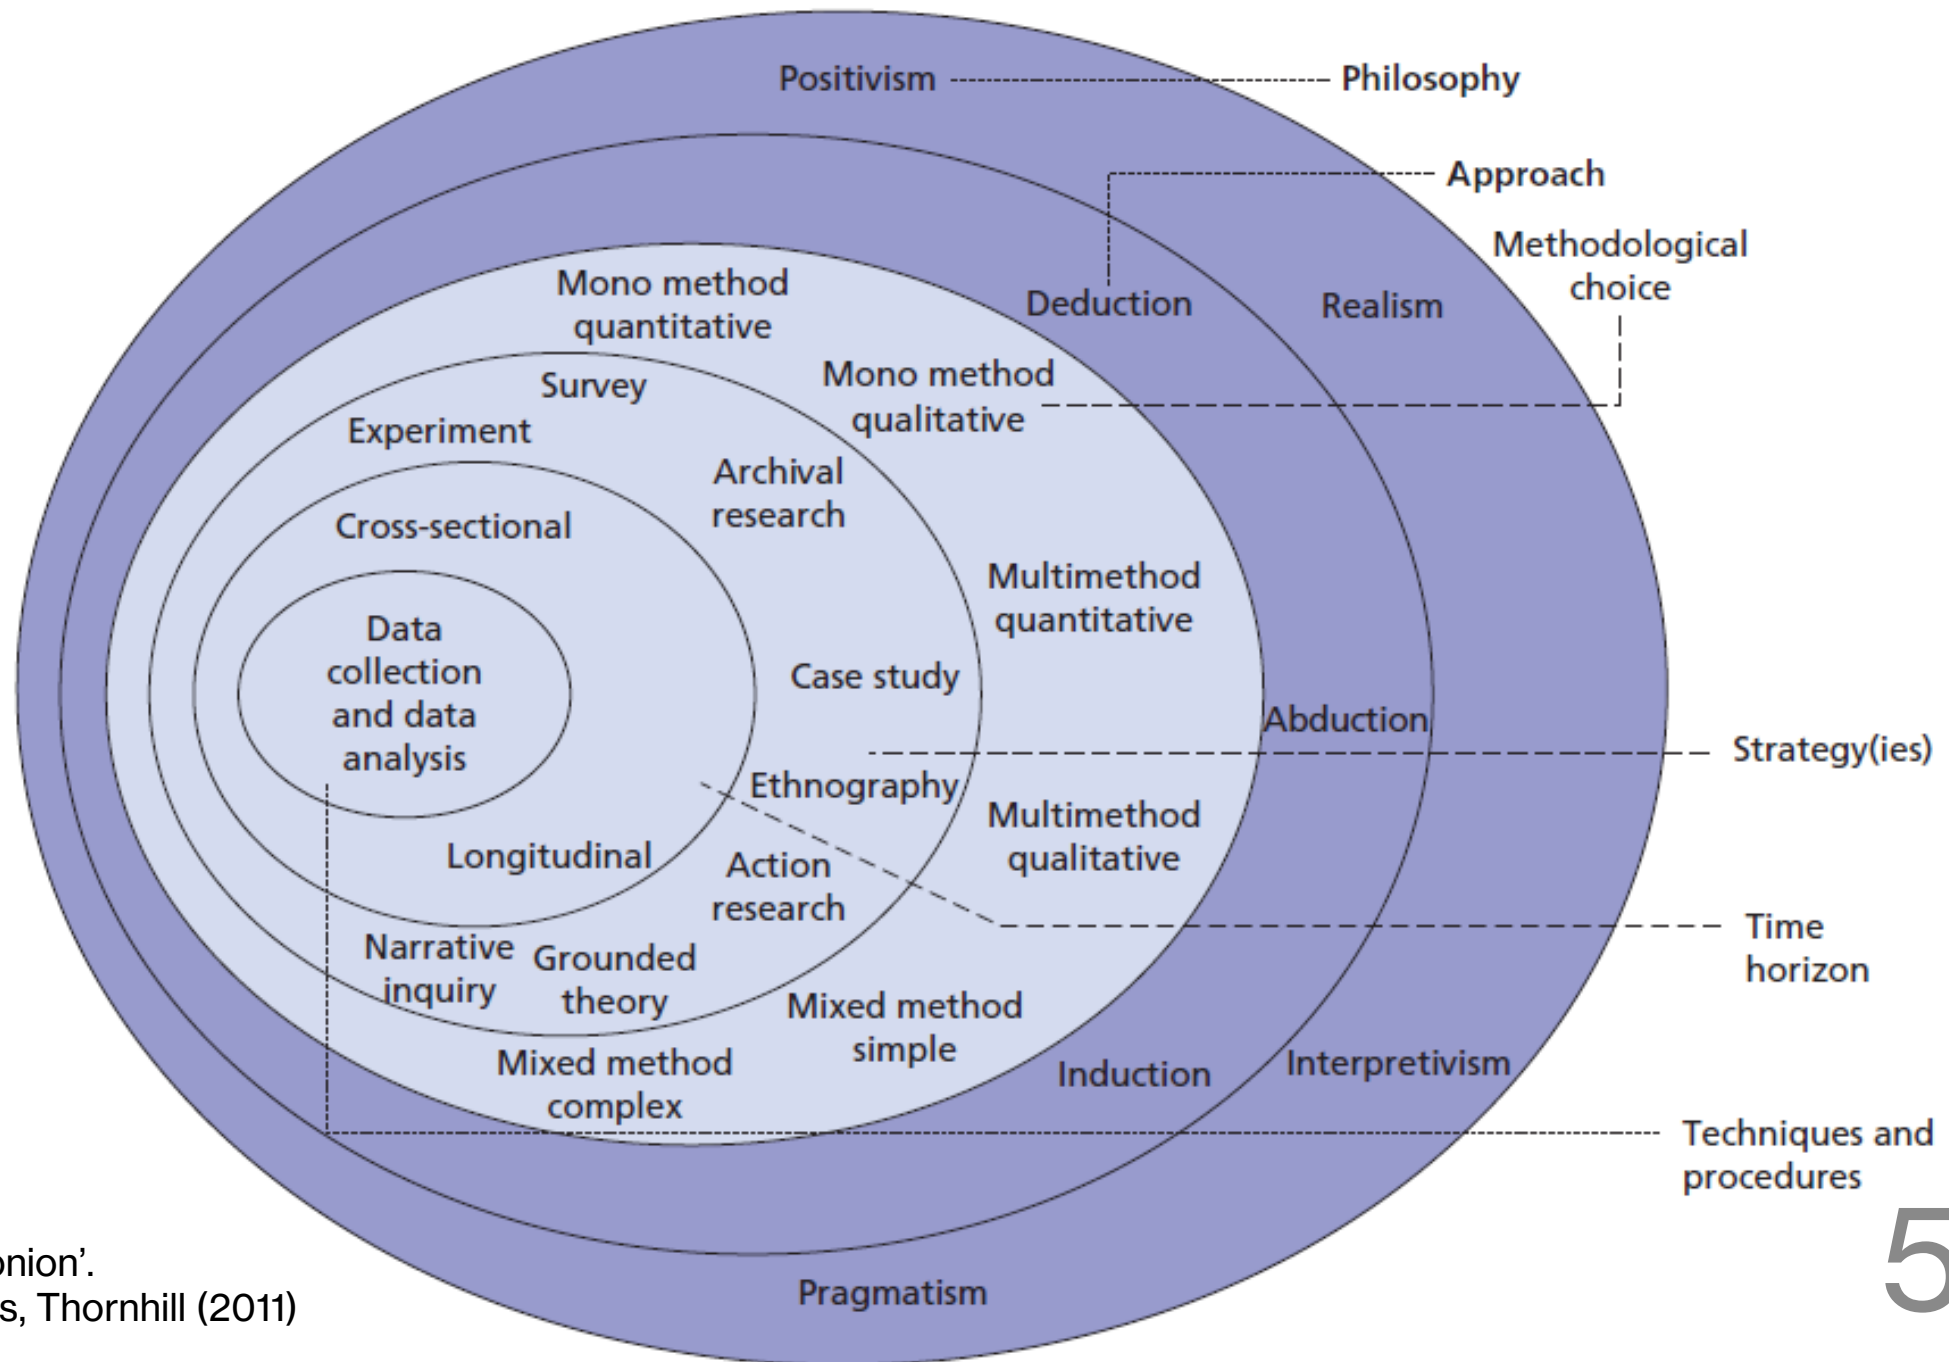 Positivism
Philosophy
Approach
Methodological
choice
Mono method
quantitative
Deduction
Realism
Survey
Mono method
qualitative
Experiment
Archival
research
Cross-sectional
Multimethod
quantitative
Data
collection
and data
analysis
Case study
Abduction
Strategy(ies)
Ethnography
Multimethod
qualitative
Longitudinal
Action
research
Time
horizon
Narrative
inquiry
Grounded
theory
Mixed method
simple
Mixed method
complex
Induction
Interpretivism
Techniques and
procedures
Pragmatism
onion’.
s, Thornhill (2011)
5